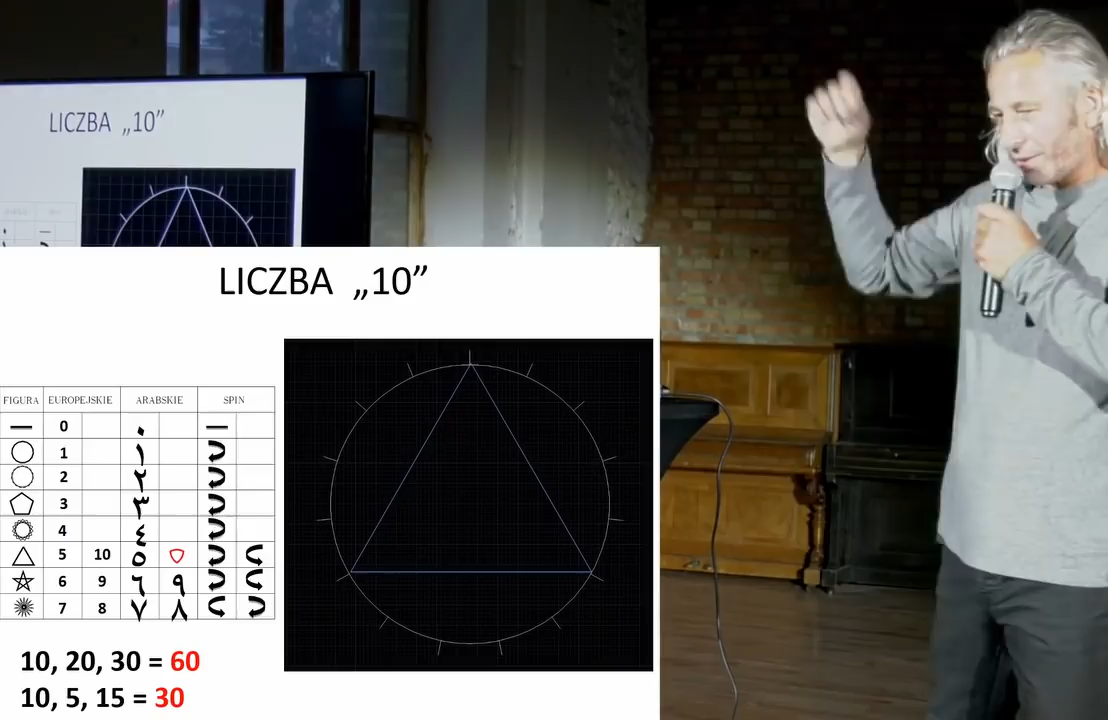 LICZBA „10”
LICZBA „10”
FIGURA EUROPEJSKIE ARABSKIE SPIN
0 ٠
1 ١
2 ٢
3 ٣
4 ٤
5 10 ٥
6 9 ٦ ٩
7 8 ٧ ٨
10, 20, 30 = 60
10, 5, 15 = 30